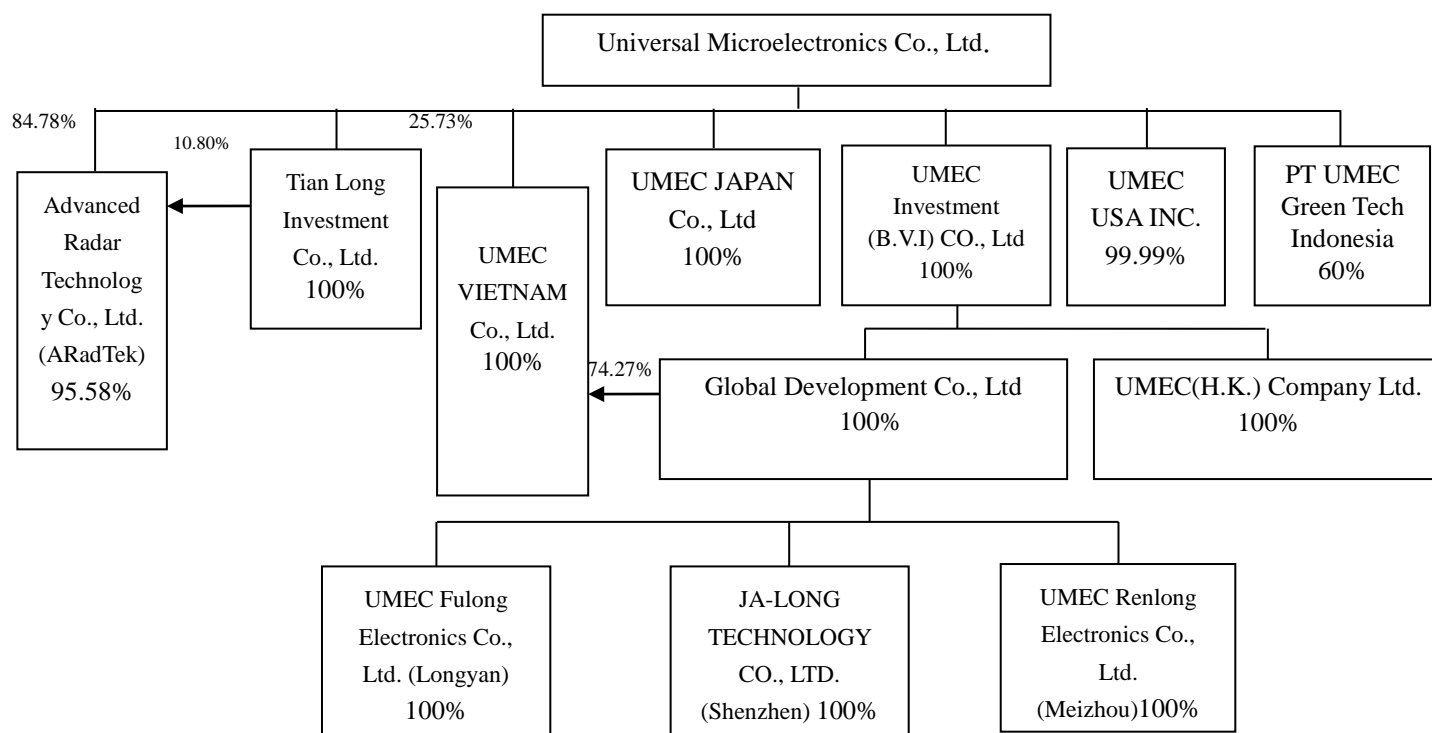 Universal Microelectronics Co., Ltd.
84.78%
10.80%
25.73%
Advanced
Radar
Technolog
y Co., Ltd.
(ARadTek)
95.58%
Tian Long
Investment
Co., Ltd.
100%
UMEC
VIETNAM
Co., Ltd.
100%
UMEC JAPAN
Co., Ltd
100%
UMEC
Investment
(B.V.I) CO., Ltd
100%
UMEC
USA INC.
99.99%
PT UMEC
Green Tech
Indonesia
60%
74.27%
Global Development Co., Ltd
100%
UMEC(H.K.) Company Ltd.
100%
UMEC Fulong
Electronics Co.,
Ltd. (Longyan)
100%
JA-LONG
TECHNOLOGY
CO., LTD.
(Shenzhen) 100%
UMEC Renlong
Electronics Co.,
Ltd.
(Meizhou)100%